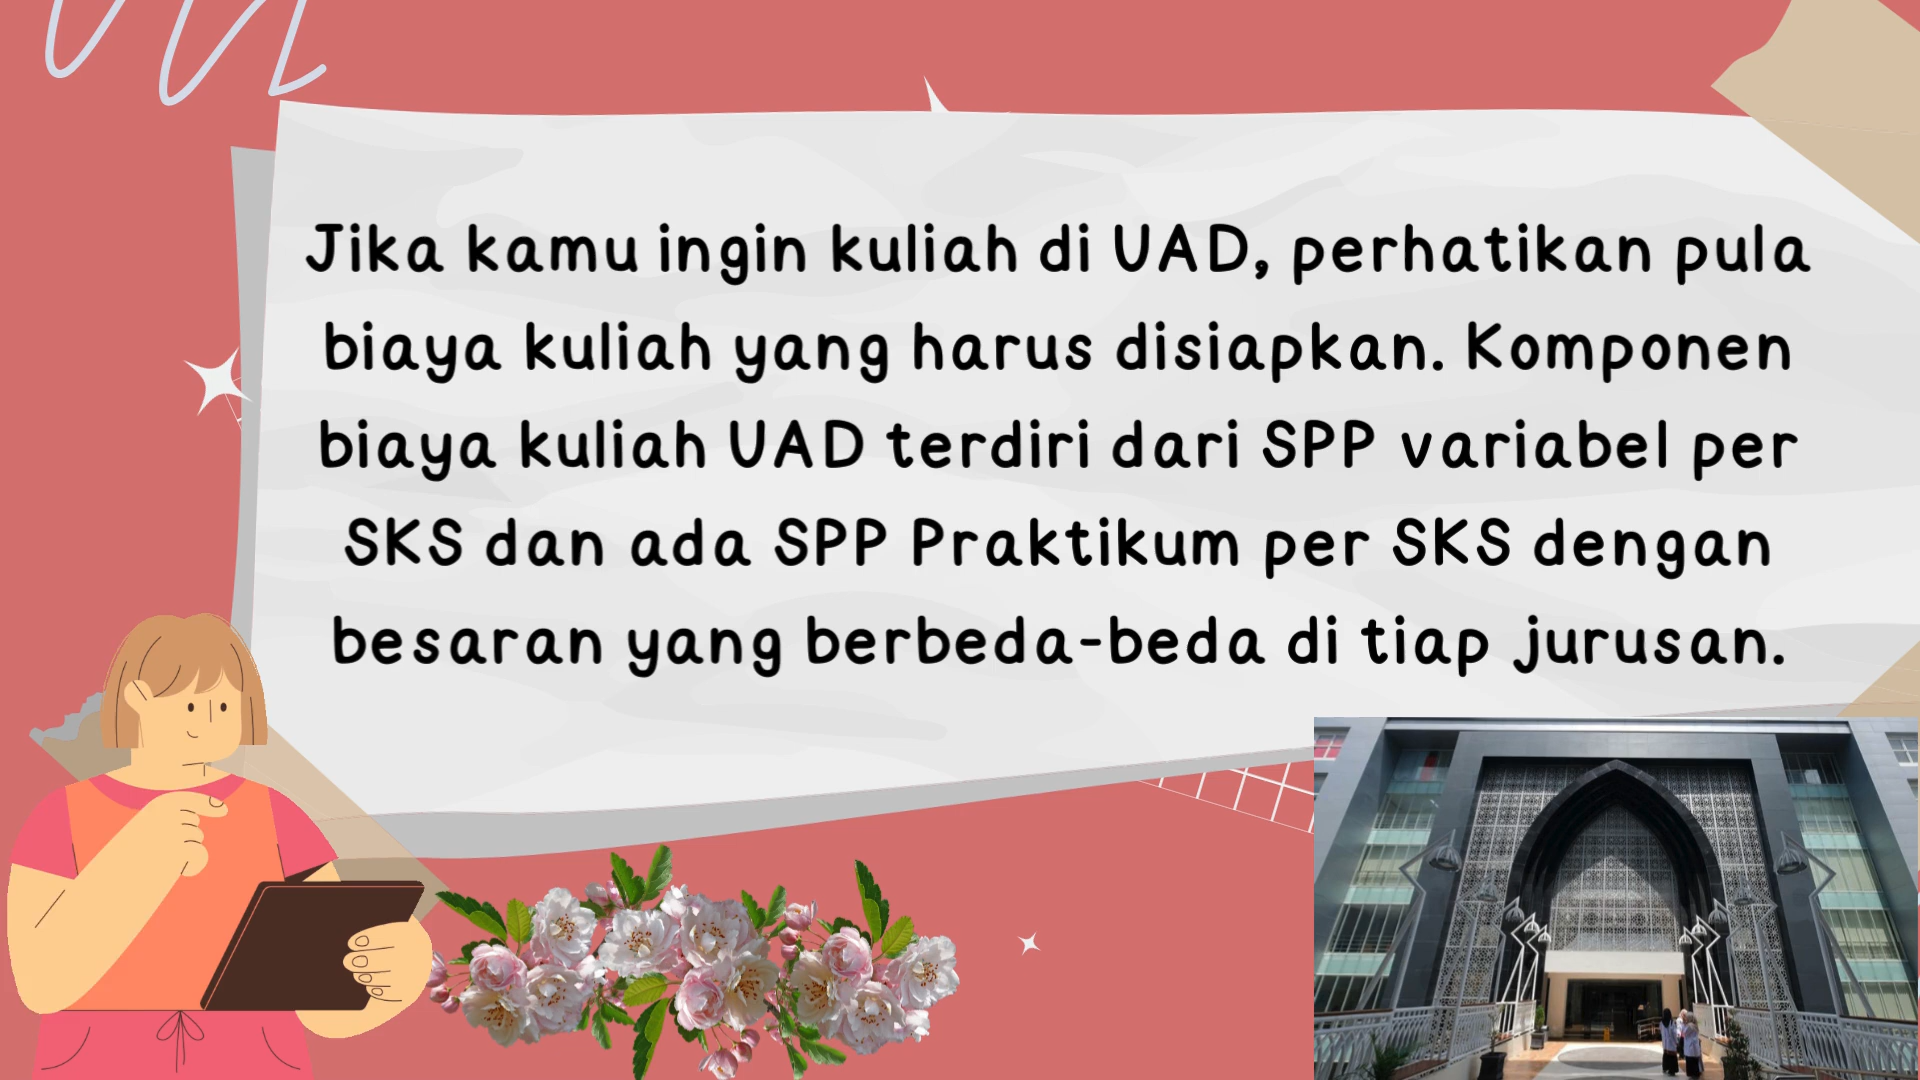 Jika kamu ingin kuliah di UAD, perhatikan pula
biaya kuliah yang harus disiapkan. Komponen
biaya kuliah UAD terdiri dari SPP variabel per
SKS dan ada SPP Praktikum per SKS dengan
besaran yang berbeda-beda di tiap jurusan.